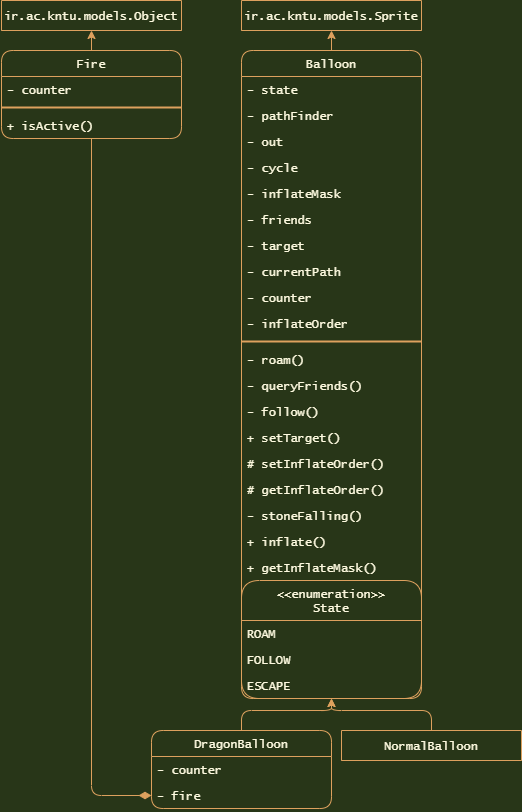 ir.ac.kntu.models.Object
Fire
- counter
+ isActive()
ir.ac.kntu.models.Sprite
Balloon
- state
- pathFinder
- out
- cycle
- inflateMask
- friends
- target
- currentPath
- counter
- inflateOrder
- roam()
- queryFriends()
- follow()
+ setTarget()
# setInflateOrder()
# getInflateOrder()
- stoneFalling()
+ inflate()
+ getInflateMask()
<<enumeration>>
State
ROAM
FOLLOW
ESCAPE
DragonBalloon
- counter
- fire
NormalBalloon